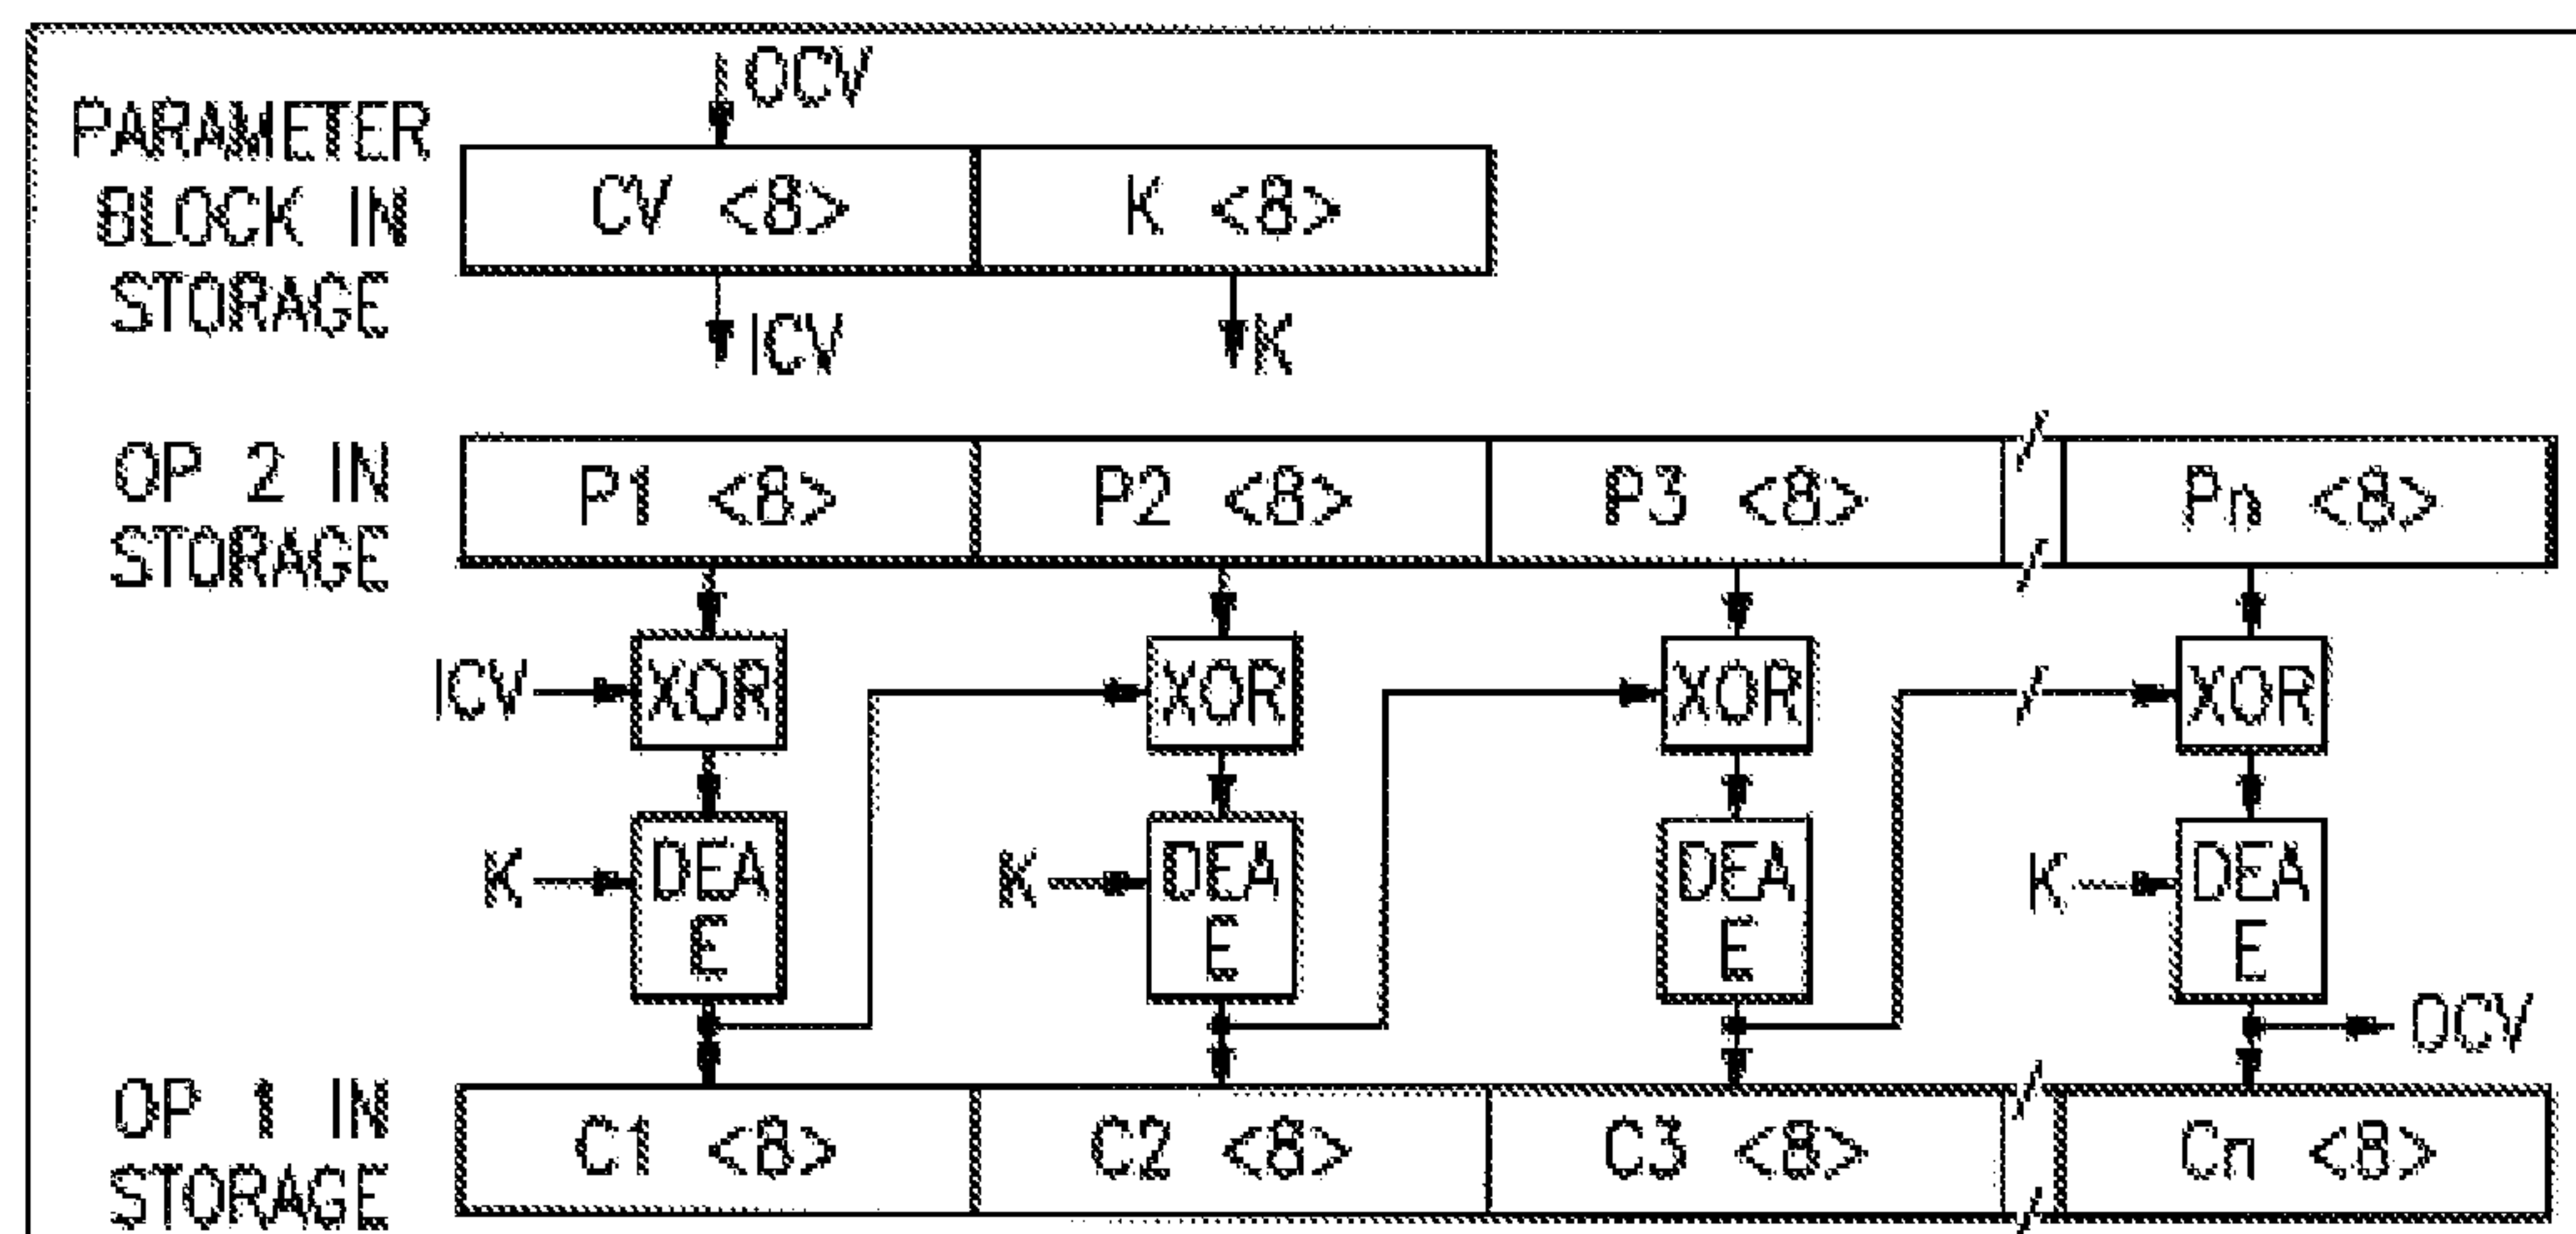 OCV
PARAMETER
BLOCK IN
STORAGE
CV <8> K <8>
ICV K
OP 2 IN
STORAGE
P1 <8> P2 <8> P3 <8> Pn <8>
ICV XOR XOR XOR XOR
K DEA E K DEA E DEA E K DEA E
OCV
OP 1 IN
STORAGE
C1 <8> C2 <8> C3 <8> Cn <8>